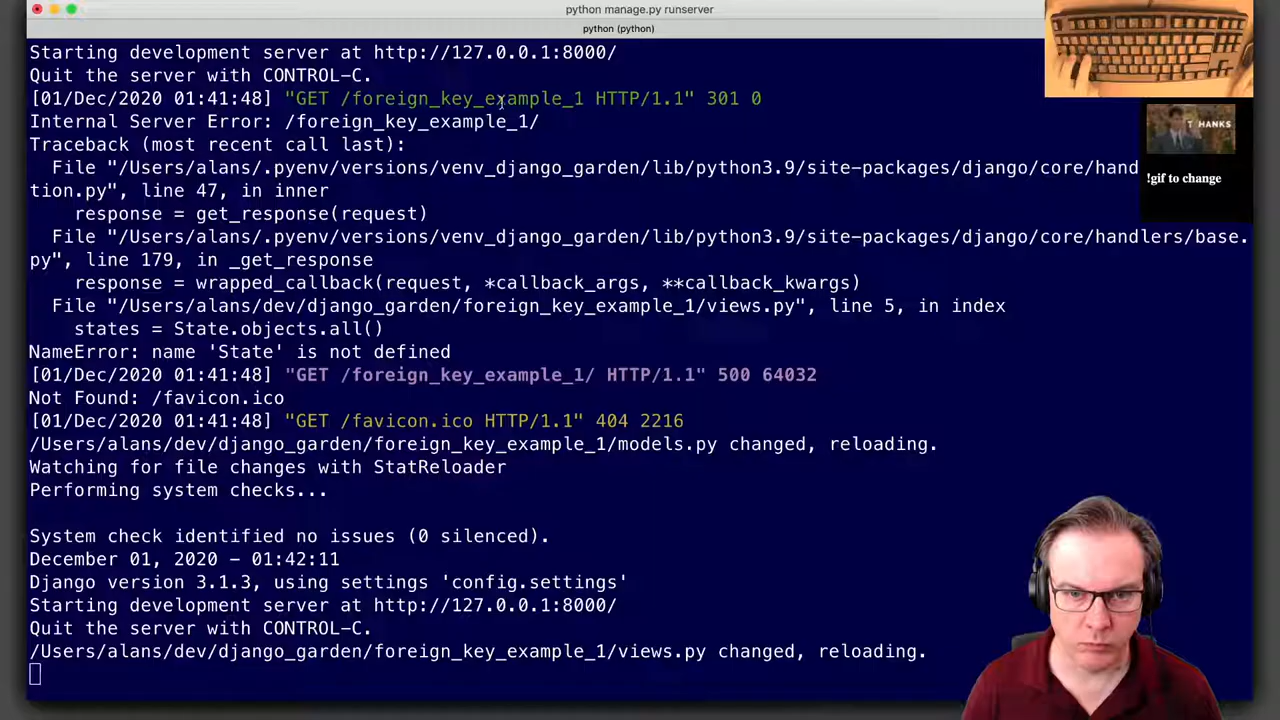 python manage.py runserver
python (python)
Starting development server at http://127.0.0.1:8000/
Quit the server with CONTROL-C.
[01/Dec/2020 01:41:48] "GET /foreign_key_example_1 HTTP/1.1" 301 0
Internal Server Error: /foreign_key_example_1/
Traceback (most recent call last):
File "/Users/alans/.pyenv/versions/venv_django_garden/lib/python3.9/site-packages/django/core/hand
tion.py", line 47, in inner
response = get_response(request)
File "/Users/alans/.pyenv/versions/venv_django_garden/lib/python3.9/site-packages/django/core/handlers/base.
py", line 179, in _get_response
response = wrapped_callback(request, *callback_args, **callback_kwargs)
File "/Users/alans/dev/django_garden/foreign_key_example_1/views.py", line 5, in index
states = State.objects.all()
NameError: name 'State' is not defined
[01/Dec/2020 01:41:48] "GET /foreign_key_example_1/ HTTP/1.1" 500 64032
Not Found: /favicon.ico
[01/Dec/2020 01:41:48] "GET /favicon.ico HTTP/1.1" 404 2216
/Users/alans/dev/django_garden/foreign_key_example_1/models.py changed, reloading.
Watching for file changes with StatReloader
Performing system checks...
System check identified no issues (0 silenced).
December 01, 2020 - 01:42:11
Django version 3.1.3, using settings 'config.settings'
Starting development server at http://127.0.0.1:8000/
Quit the server with CONTROL-C.
/Users/alans/dev/django_garden/foreign_key_example_1/views.py changed, reloading.
T HANKS
!gif to change